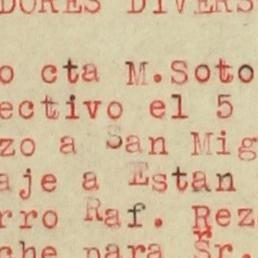 DORES DIVERS
o cta M.Soto
ectivo el 5
zo a San Mig
aje a Estan
rro Raf. Rez
che para Sr.